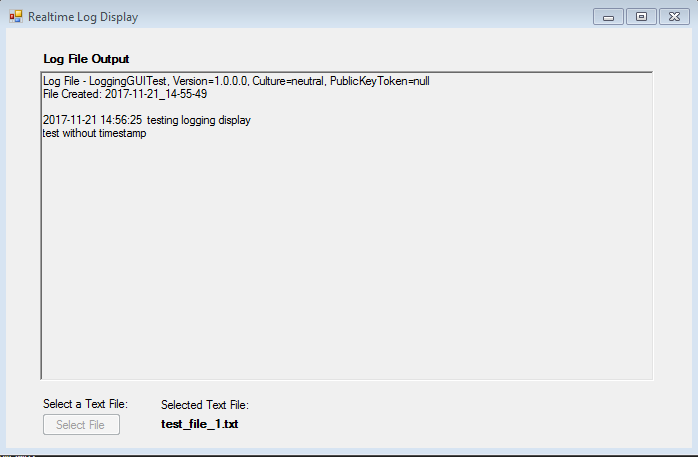 Realtime Log Display
Log File Output
Log File - LoggingGUITest, Version=1.0.0.0, Culture=neutral, PublicKeyToken=null
File Created: 2017-11-21_14-55-49
2017-11-21 14:56:25 testing logging display
test without timestamp
Select a Text File:
Selected Text File:
Select File
test_file_1.txt